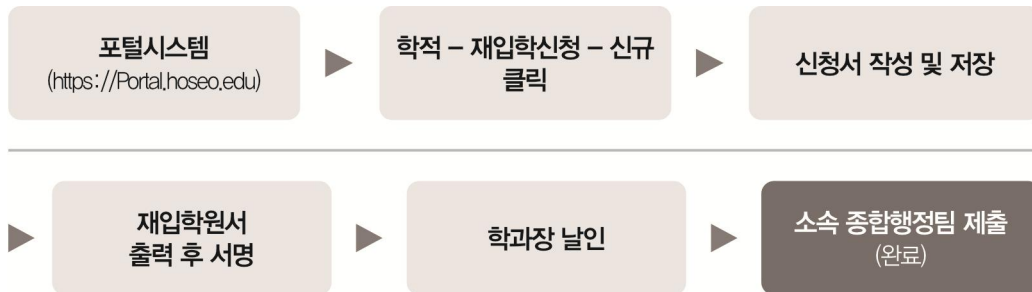 포털시스템
(https://Portal.hoseo.edu)
학적 – 재입학신청 – 신규
클릭
신청서 작성 및 저장
재입학원서
출력 후 서명
학과장 날인
소속 종합행정팀 제출
(완료)